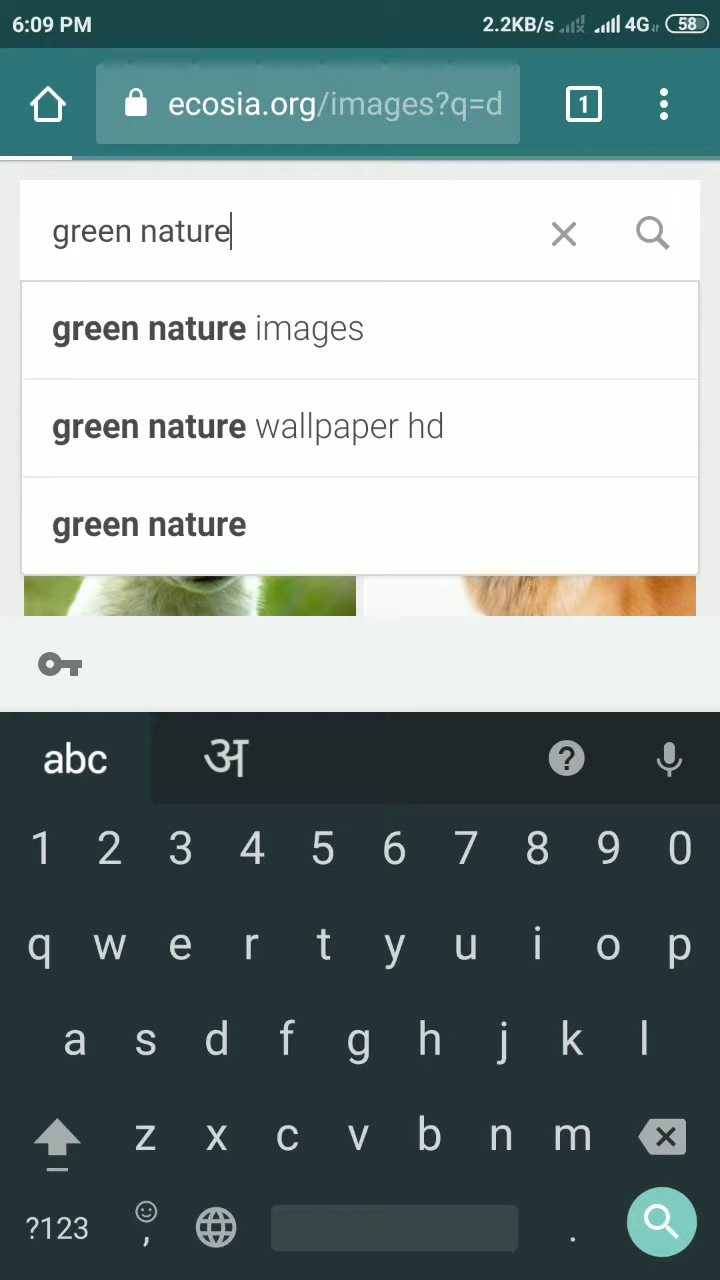 6:09 PM 2.2KB/s 4G 58
ecosia.org/images?q=d 1
green nature
green nature images
green nature wallpaper hd
green nature
abc अ ?
1 2 3 4 5 6 7 8 9 0
q w e r t y u i o p
a s d f g h j k l
z x c v b n m
?123 , .